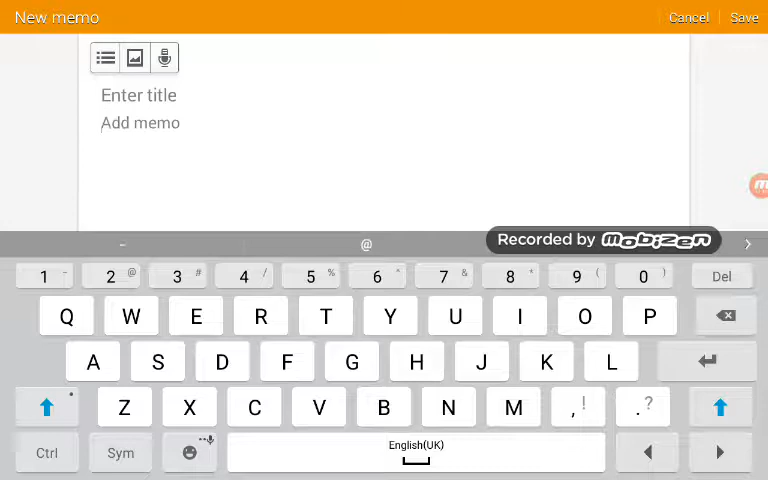 New memo
Cancel
Save
Enter title
Add memo
-
@
Recorded by mobizen
1 -
2 @
3 #
4 /
5 %
6 ^
7 &
8 *
9 (
0 )
Del
Q W E R T Y U I O P
A S D F G H J K L
Z X C V B N M , ! . ?
Ctrl
Sym
English(UK)